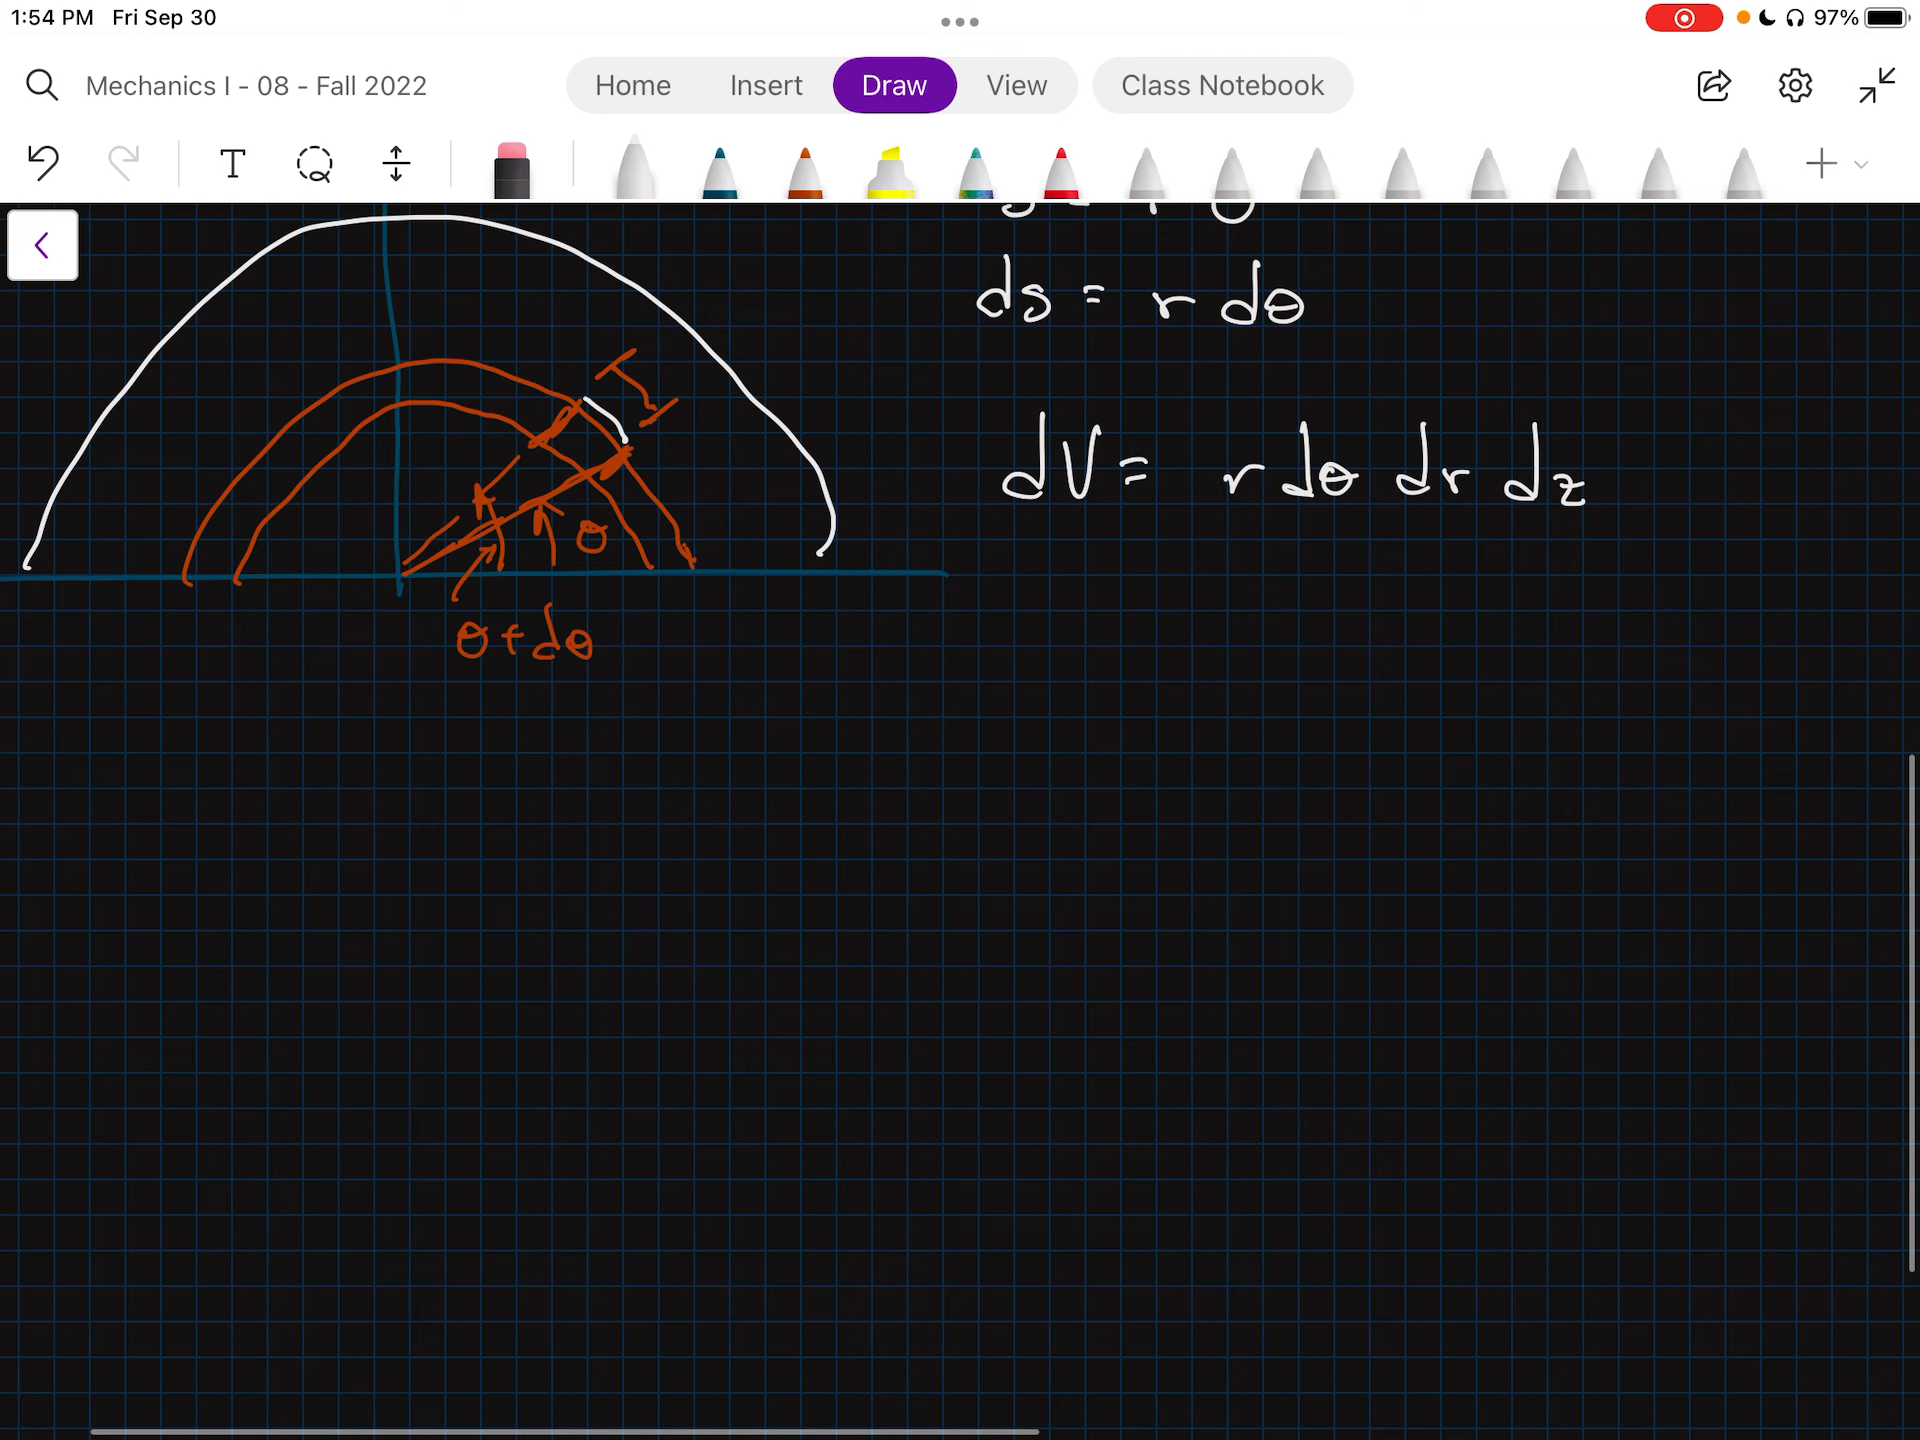 1:54 PM Fri Sep 30
97%
Mechanics I - 08 - Fall 2022
Home Insert Draw View Class Notebook
T
ds = r dθ
dV = r dθ dr dz
θ
θ + dθ